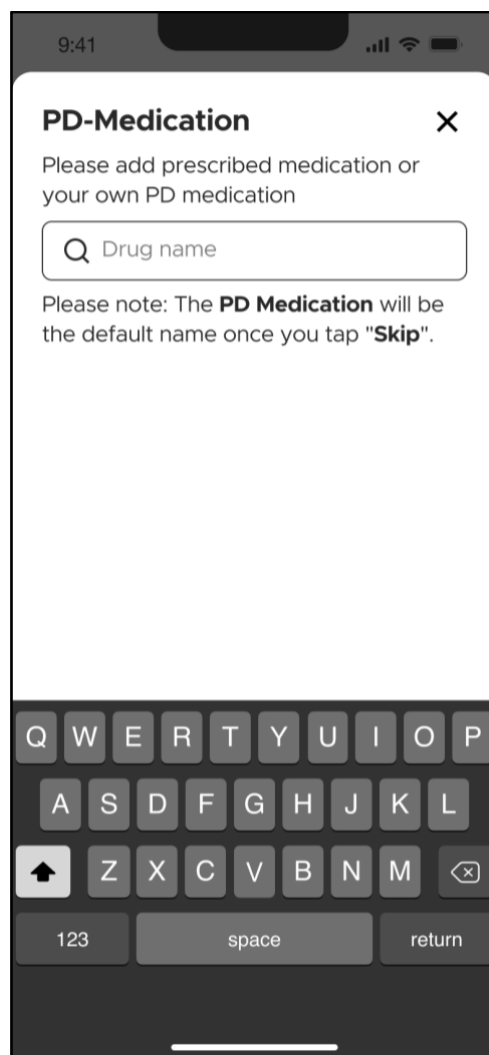 9:41
PD-Medication
Please add prescribed medication or
your own PD medication
Drug name
Please note: The PD Medication will be
the default name once you tap "Skip".
Q W E R T Y U I O P
A S D F G H J K L
Z X C V B N M
123 space return